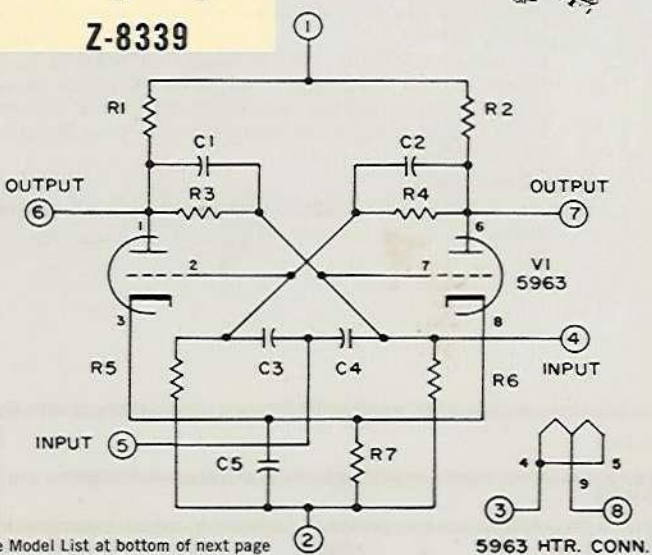 Z-8339
1
R1
R2
C1
C2
OUTPUT
R3
R4
OUTPUT
6
7
1
6
2
7
V1
5963
3
8
4
R5
C3
C4
R6
INPUT
INPUT
5
C5
R7
4
5
9
3
8
2
e Model List at bottom of next page
5963 HTR. CONN.